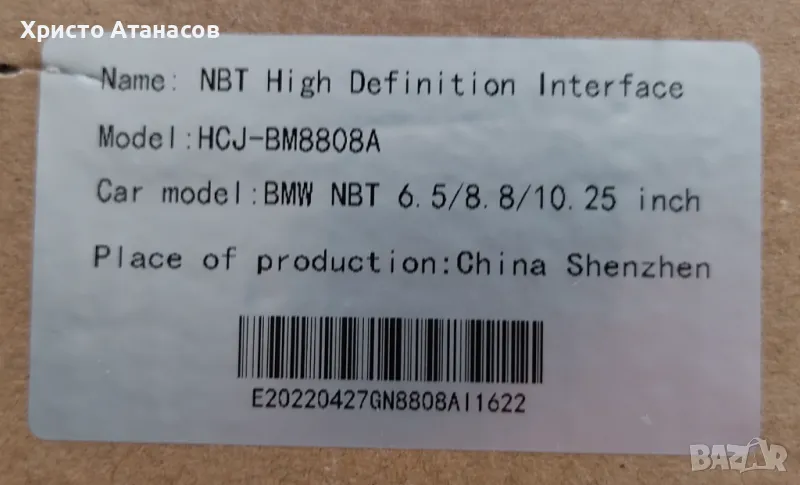 Христо Атанасов
Name: NBT High Definition Interface
Model:HCJ-BM8808A
Car model:BMW NBT 6.5/8.8/10.25 inch
Place of production:China Shenzhen
E20220427GN8808AI1622
BAZAR